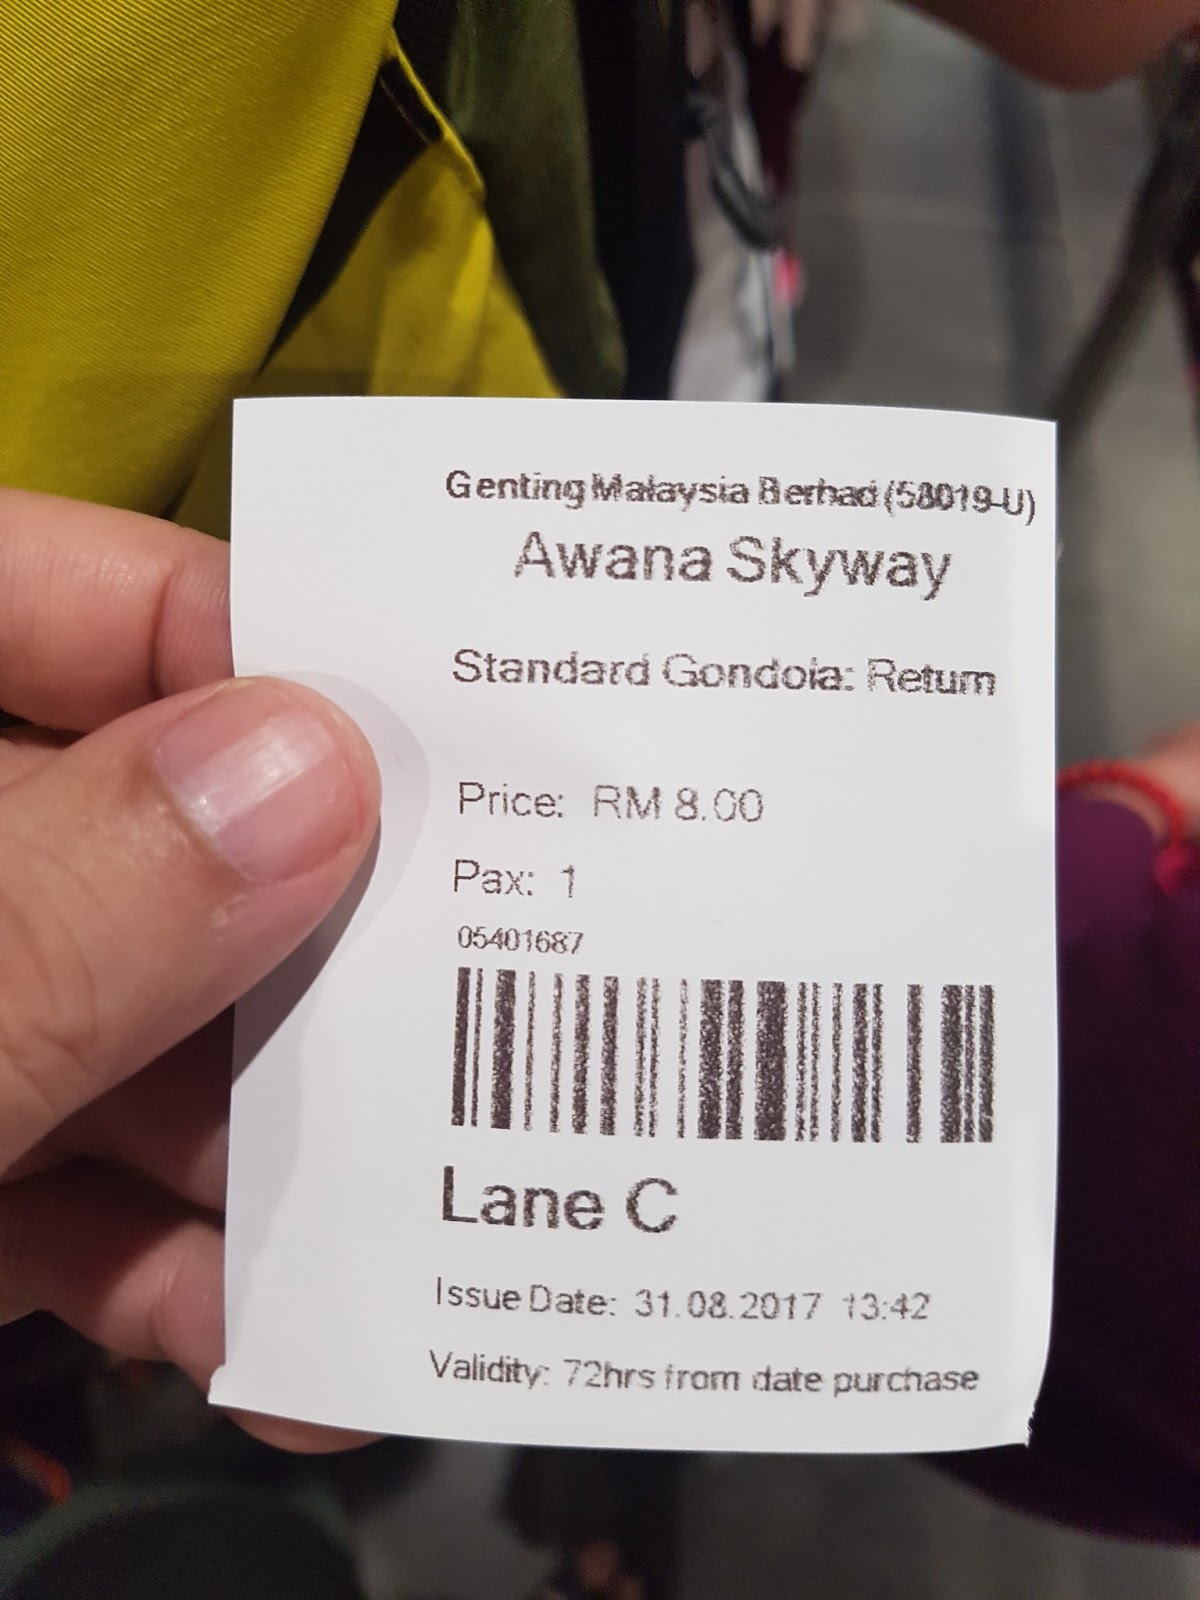 Genting Malaysia Berhad (58019-U)
Awana Skyway
Standard Gondola: Return
Price: RM 8.00
Pax: 1
05401687
Lane C
Issue Date: 31.08.2017 13:42
Validity: 72hrs from date purchase